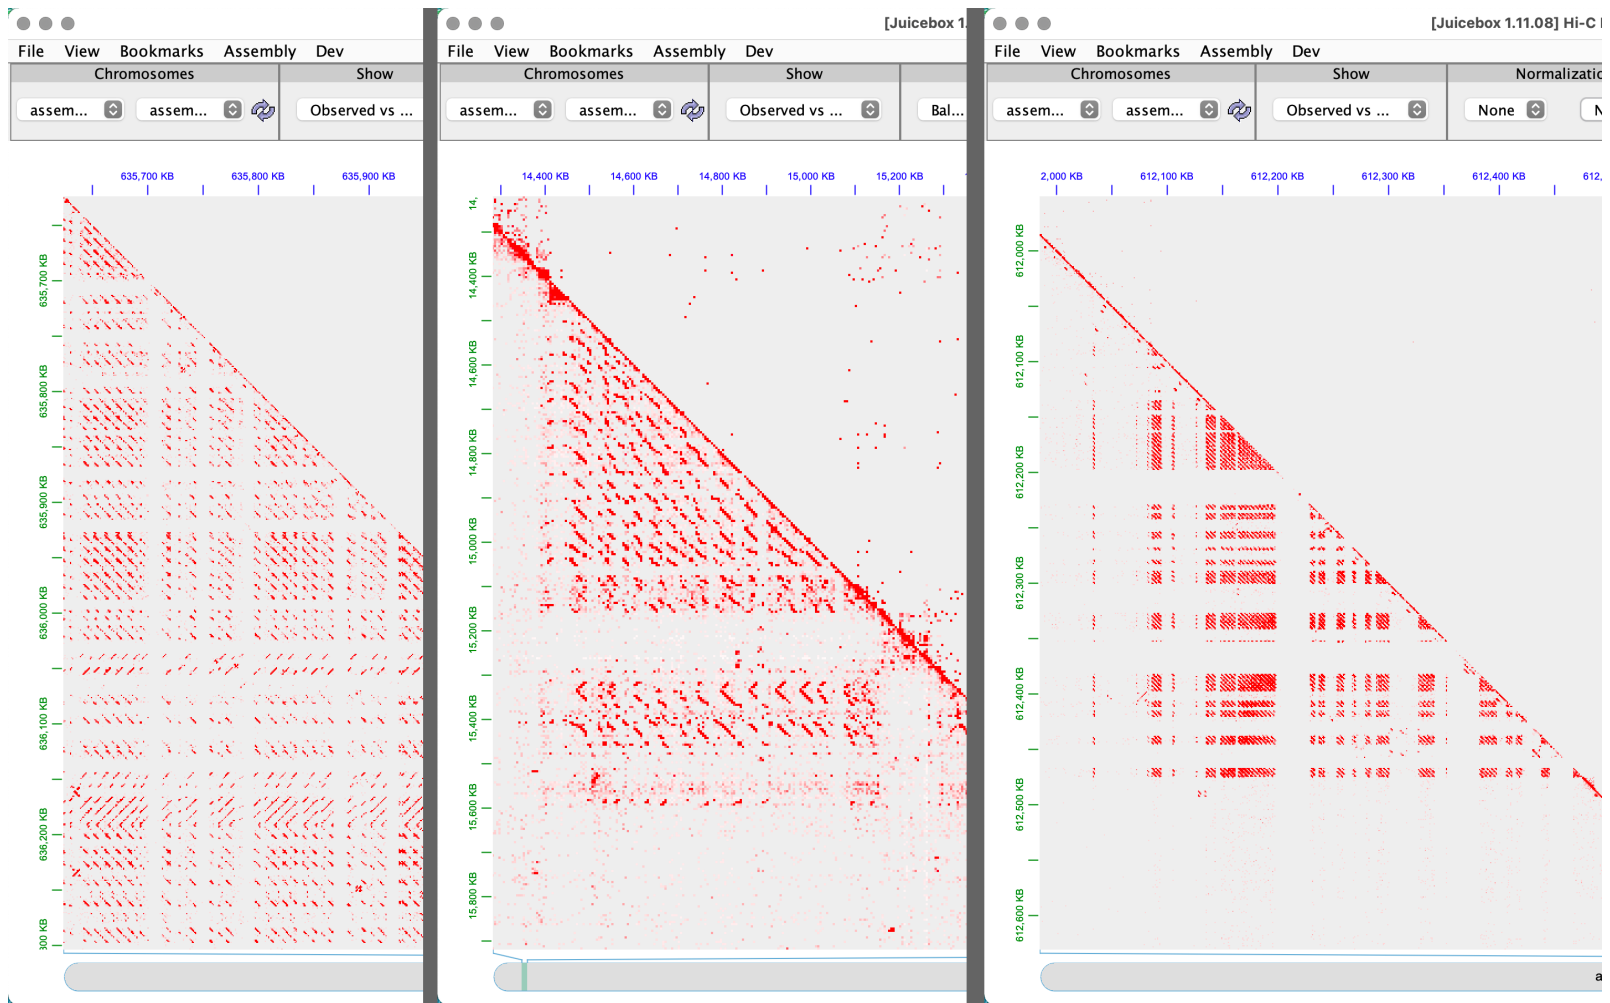 [Juicebox 1.
[Juicebox 1.11.08] Hi-C
File View Bookmarks Assembly Dev
File View Bookmarks Assembly Dev
File View Bookmarks Assembly Dev
Chromosomes Show
Chromosomes Show
Chromosomes Show Normalizatio
assem... assem... Observed vs ...
assem... assem... Observed vs ... Bal...
assem... assem... Observed vs ... None N
635,700 KB 635,800 KB 635,900 KB
14,400 KB 14,600 KB 14,800 KB 15,000 KB 15,200 KB
2,000 KB 612,100 KB 612,200 KB 612,300 KB 612,400 KB 612,
635,700 KB
635,800 KB
635,900 KB
636,000 KB
636,100 KB
636,200 KB
300 KB
14,
14,400 KB
14,600 KB
14,800 KB
15,000 KB
15,200 KB
15,400 KB
15,600 KB
15,800 KB
612,000 KB
612,100 KB
612,200 KB
612,300 KB
612,400 KB
612,500 KB
612,600 KB
a